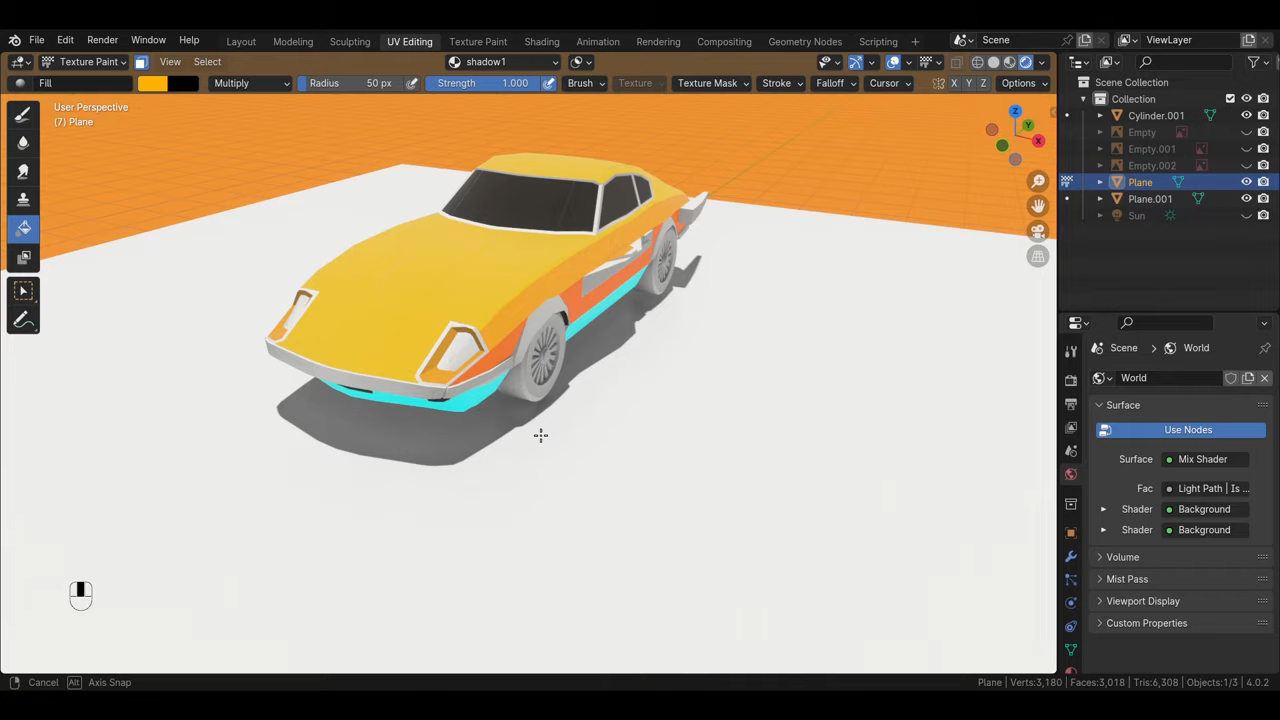 File Edit Render Window Help Layout Modeling Sculpting UV Editing Texture Paint Shading Animation Rendering Compositing Geometry Nodes Scripting + Scene ViewLayer
Texture Paint View Select shadow1
Fill Multiply Radius 50 px Strength 1.000 Brush Texture Texture Mask Stroke Falloff Cursor X Y Z Options
User Perspective
(7) Plane
Z
Y
X
Scene Collection
Collection
Cylinder.001
Empty
Empty.001
Empty.002
Plane
Plane.001
Sun
Scene World
World
Surface
Use Nodes
Surface Mix Shader
Fac Light Path | Is ...
Shader Background
Shader Background
Volume
Mist Pass
Viewport Display
Custom Properties
Cancel Alt Axis Snap Plane | Verts:3,180 | Faces:3,018 | Tris:6,308 | Objects:1/3 | 4.0.2